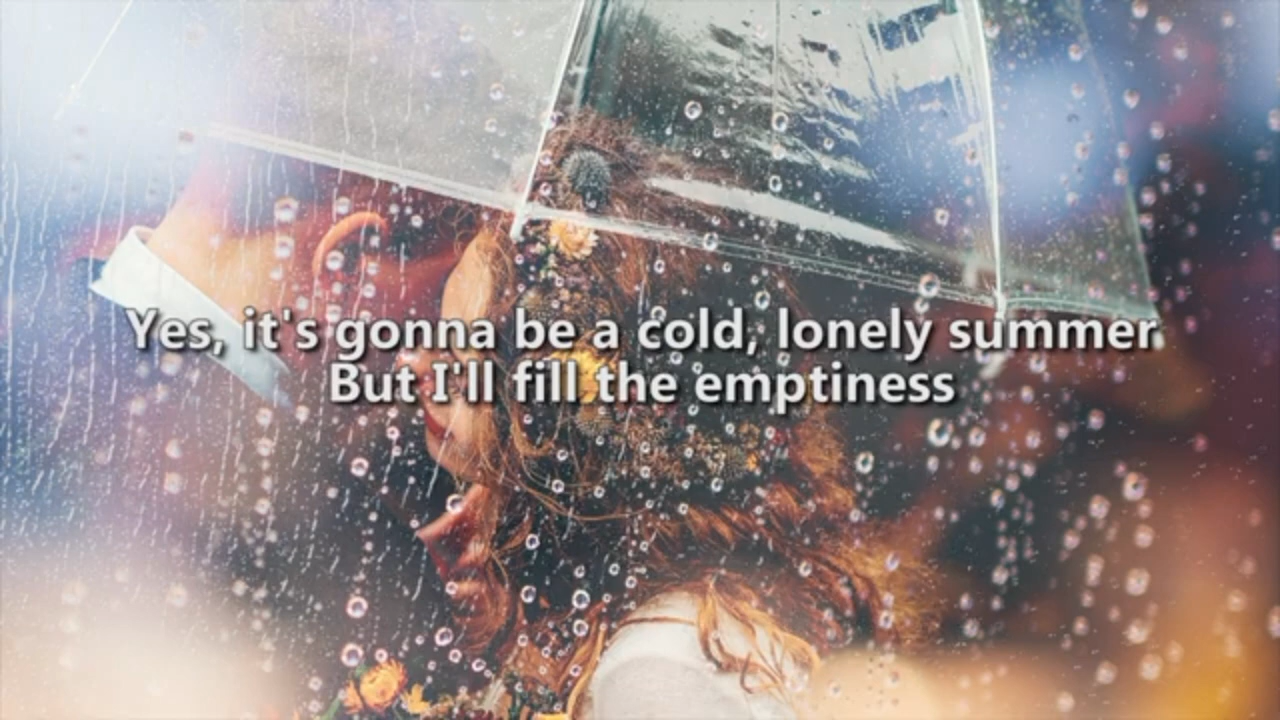 Yes, it's gonna be a cold, lonely summer
But I'll fill the emptiness